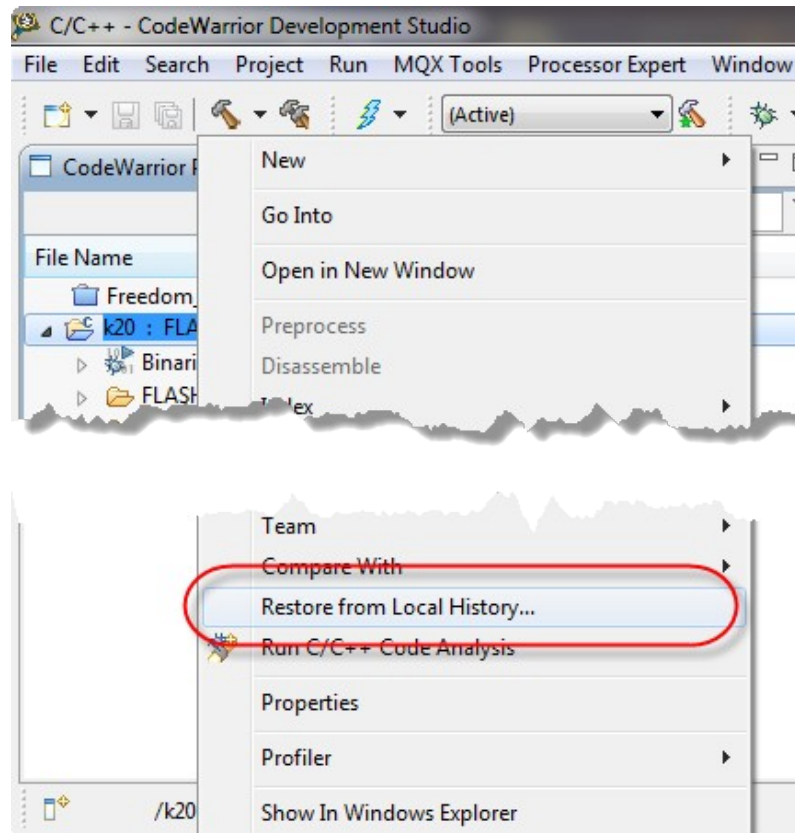 C/C++ - CodeWarrior Development Studio
File Edit Search Project Run MQX Tools Processor Expert Window
(Active)
CodeWarrior P
New
Go Into
File Name
Open in New Window
Freedom_
Preprocess
k20 : FLA
Binari
Disassemble
FLASH
Index
Team
Compare With
Restore from Local History...
Run C/C++ Code Analysis
Properties
Profiler
/k20
Show In Windows Explorer